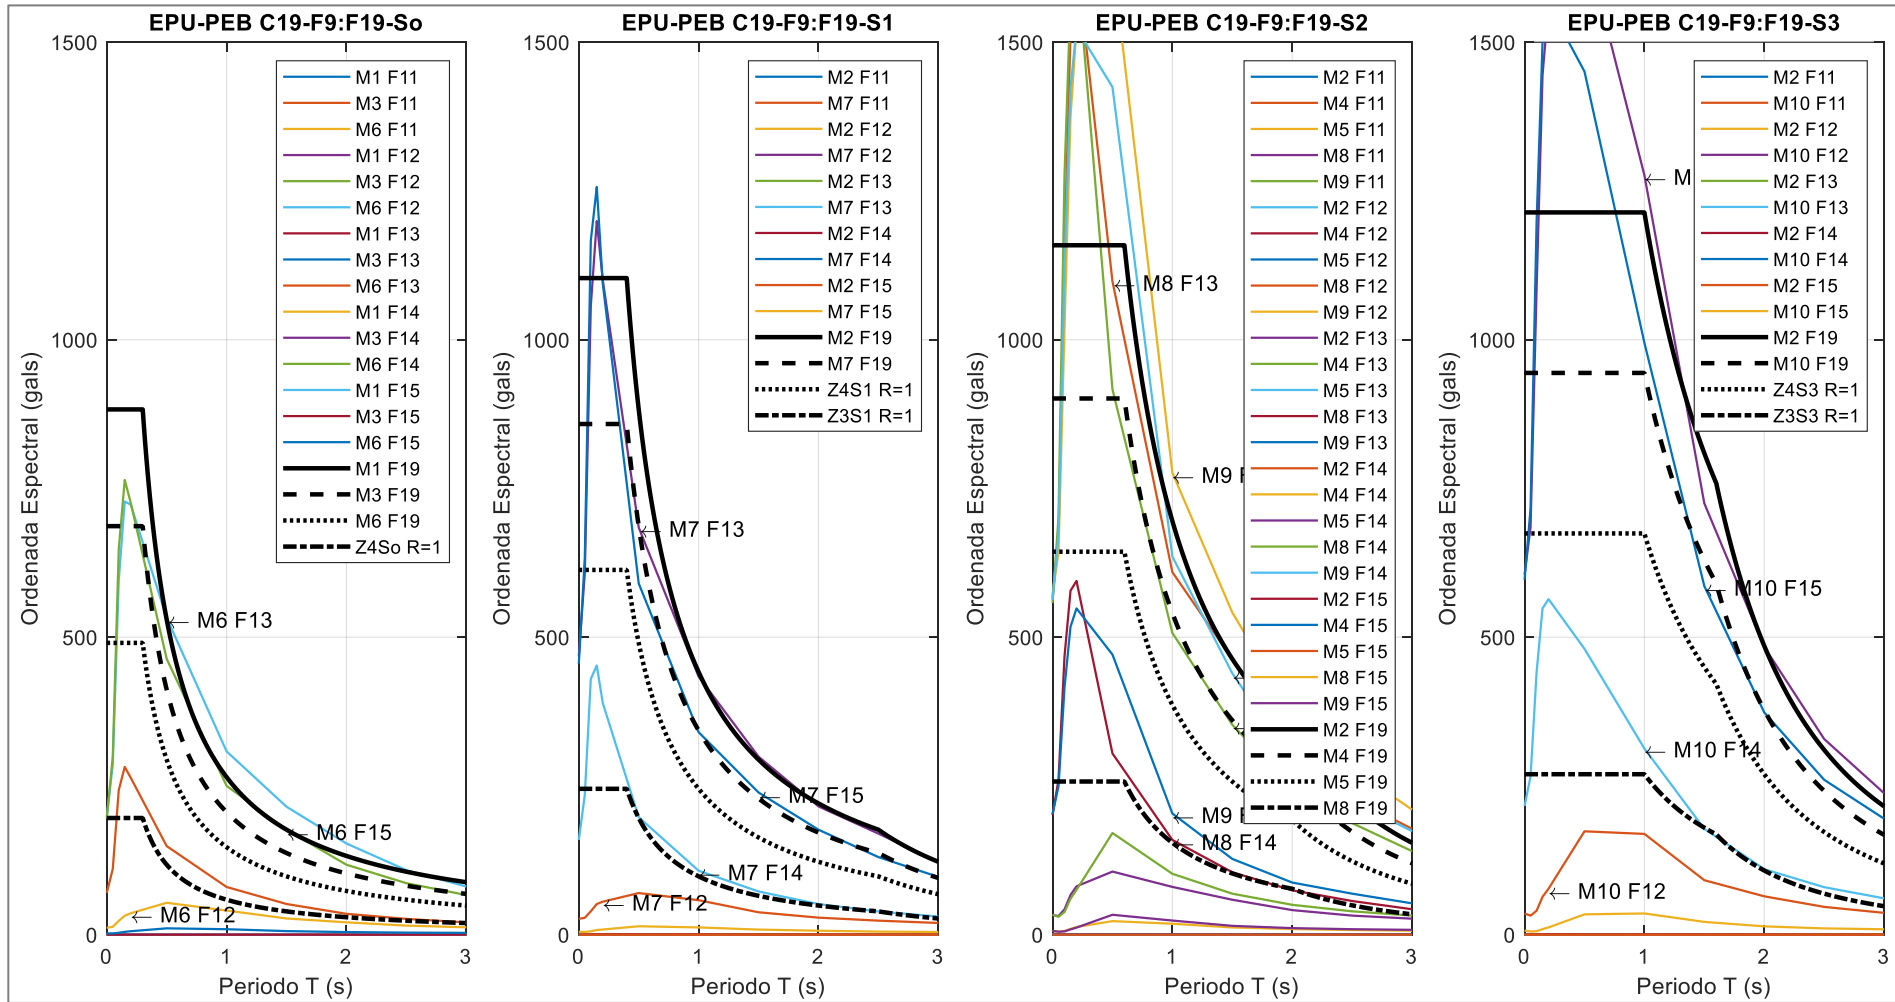 EPU-PEB C19-F9:F19-So
1500
1000
500
0
0 1 2 3
Ordenada Espectral (gals)
Periodo T (s)
M1 F11
M3 F11
M6 F11
M1 F12
M3 F12
M6 F12
M1 F13
M3 F13
M6 F13
M1 F14
M3 F14
M6 F14
M1 F15
M3 F15
M6 F15
M1 F19
M3 F19
M6 F19
Z4So R=1
← M6 F13
← M6 F15
← M6 F12
EPU-PEB C19-F9:F19-S1
1500
1000
500
0
0 1 2 3
Ordenada Espectral (gals)
Periodo T (s)
M2 F11
M7 F11
M2 F12
M7 F12
M2 F13
M7 F13
M2 F14
M7 F14
M2 F15
M7 F15
M2 F19
M7 F19
Z4S1 R=1
Z3S1 R=1
← M7 F13
← M7 F15
← M7 F14
← M7 F12
EPU-PEB C19-F9:F19-S2
1500
1000
500
0
0 1 2 3
Ordenada Espectral (gals)
Periodo T (s)
M2 F11
M4 F11
M5 F11
M8 F11
M9 F11
M2 F12
M4 F12
M5 F12
M8 F12
M9 F12
M2 F13
M4 F13
M5 F13
M8 F13
M9 F13
M2 F14
M4 F14
M5 F14
M8 F14
M9 F14
M2 F15
M4 F15
M5 F15
M8 F15
M9 F15
M2 F19
M4 F19
M5 F19
M8 F19
← M8 F13
← M9
← M9
← M8 F14
EPU-PEB C19-F9:F19-S3
1500
1000
500
0
0 1 2 3
Ordenada Espectral (gals)
Periodo T (s)
M2 F11
M10 F11
M2 F12
M10 F12
M2 F13
M10 F13
M2 F14
M10 F14
M2 F15
M10 F15
M2 F19
M10 F19
Z4S3 R=1
Z3S3 R=1
← M
← M10 F15
← M10 F14
← M10 F12